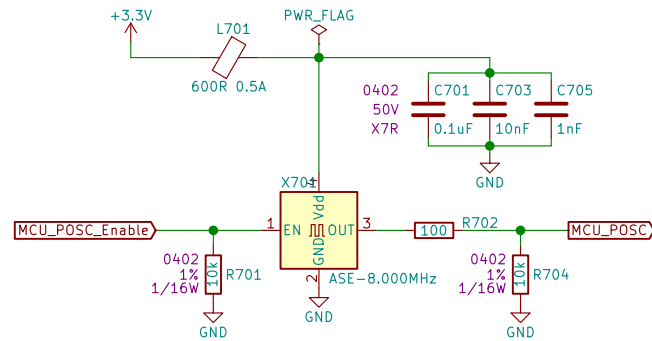 +3.3V
PWR_FLAG
L701
600R 0.5A
0402
50V
X7R
C701
0.1uF
C703
10nF
C705
1nF
GND
X701
4
Vdd
MCU_POSC_Enable
1
EN
OUT
3
GND
2
ASE-8.000MHz
GND
100
R702
MCU_POSC
0402
1%
1/16W
10k
R701
GND
0402
1%
1/16W
10k
R704
GND